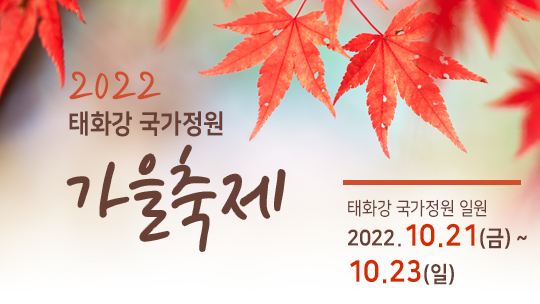 2022
태화강 국가정원
가을축제
태화강 국가정원 일원
2022. 10.21(금) ~
10.23(일)